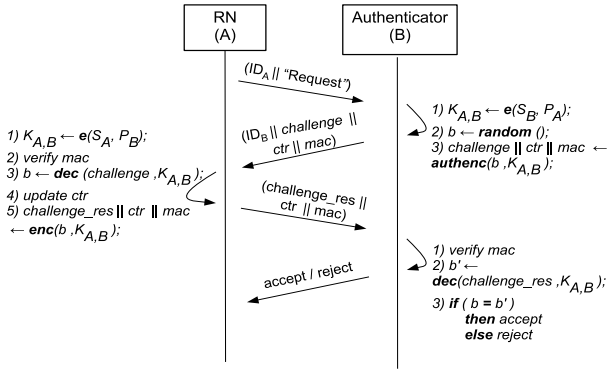 RN
(A)
Authenticator
(B)
(ID_A || "Request")
1) K_A,B ← e(S_B, P_A);
2) b ← random ();
3) challenge || ctr || mac ←
authenc(b ,K_A,B );
(ID_B || challenge ||
ctr || mac)
1) K_A,B ← e(S_A, P_B);
2) verify mac
3) b ← dec (challenge ,K_A,B );
4) update ctr
5) challenge_res || ctr || mac
← enc(b ,K_A,B );
(challenge_res ||
ctr || mac)
1) verify mac
2) b' ←
dec(challenge_res ,K_A,B );
3) if ( b = b' )
then accept
else reject
accept / reject